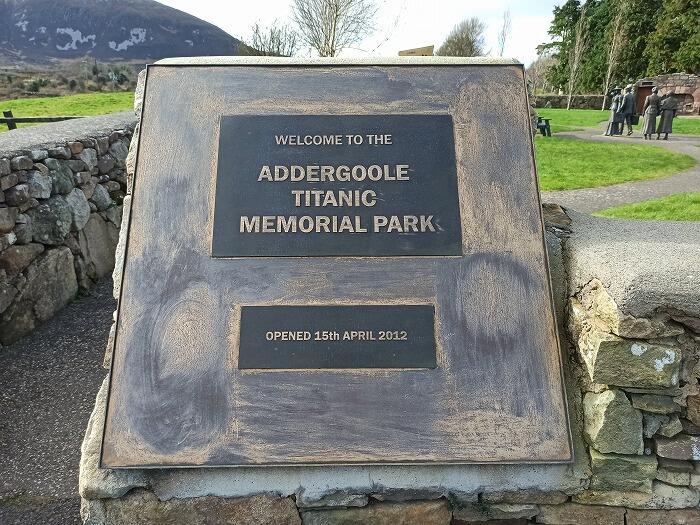 WELCOME TO THE
ADDERGOOLE
TITANIC
MEMORIAL PARK
OPENED 15th APRIL 2012